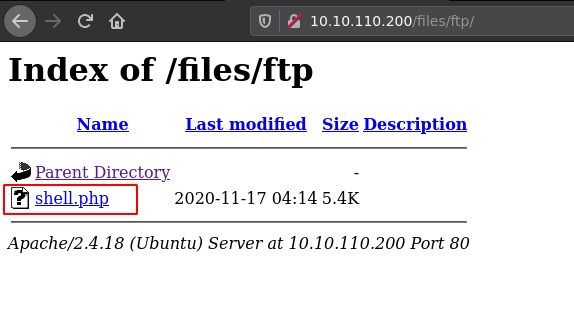 10.10.110.200/files/ftp/
Index of /files/ftp
Name Last modified Size Description
Parent Directory -
shell.php 2020-11-17 04:14 5.4K
Apache/2.4.18 (Ubuntu) Server at 10.10.110.200 Port 80